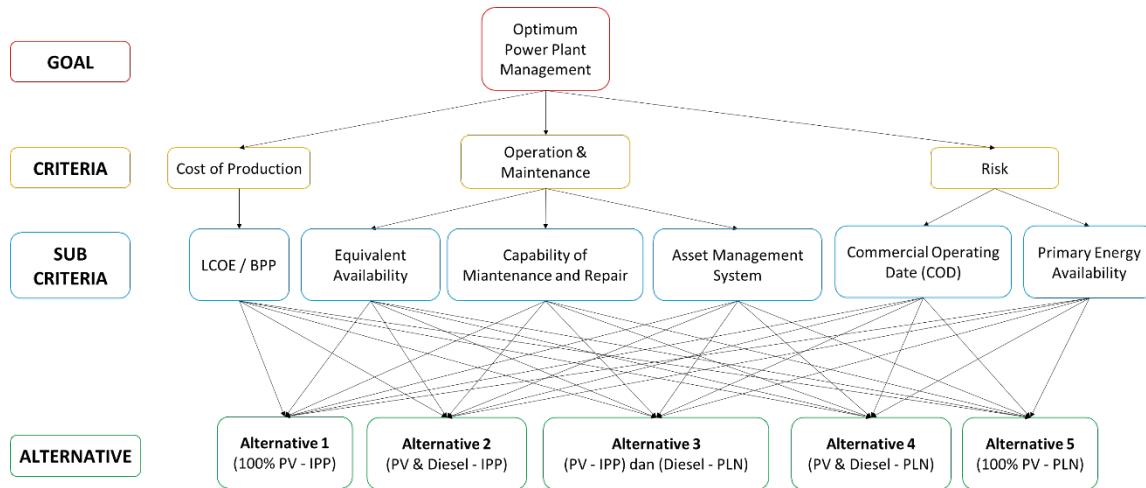 GOAL
Optimum
Power Plant
Management
CRITERIA
Cost of Production
Operation &
Maintenance
Risk
SUB
CRITERIA
LCOE / BPP
Equivalent
Availability
Capability of
Miantenance and Repair
Asset Management
System
Commercial Operating
Date (COD)
Primary Energy
Availability
ALTERNATIVE
Alternative 1
(100% PV - IPP)
Alternative 2
(PV & Diesel - IPP)
Alternative 3
(PV - IPP) dan (Diesel - PLN)
Alternative 4
(PV & Diesel - PLN)
Alternative 5
(100% PV - PLN)